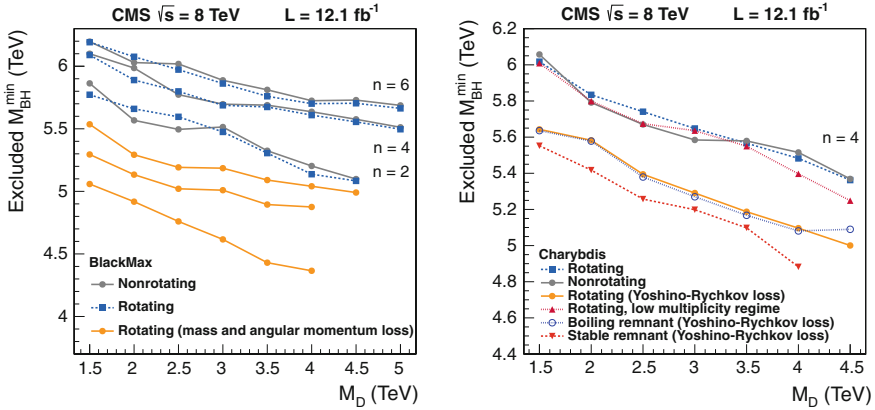 CMS √s = 8 TeV L = 12.1 fb-1
Excluded M_BH^min (TeV)
6
5.5
5
4.5
4
n = 6
n = 4
n = 2
BlackMax
Nonrotating
Rotating
Rotating (mass and angular momentum loss)
1.5 2 2.5 3 3.5 4 4.5 5
M_D (TeV)
CMS √s = 8 TeV L = 12.1 fb-1
Excluded M_BH^min (TeV)
6.2
6
5.8
5.6
5.4
5.2
5
4.8
4.6
4.4
n = 4
Charybdis
Rotating
Nonrotating
Rotating (Yoshino-Rychkov loss)
Rotating, low multiplicity regime
Boiling remnant (Yoshino-Rychkov loss)
Stable remnant (Yoshino-Rychkov loss)
1.5 2 2.5 3 3.5 4 4.5
M_D (TeV)